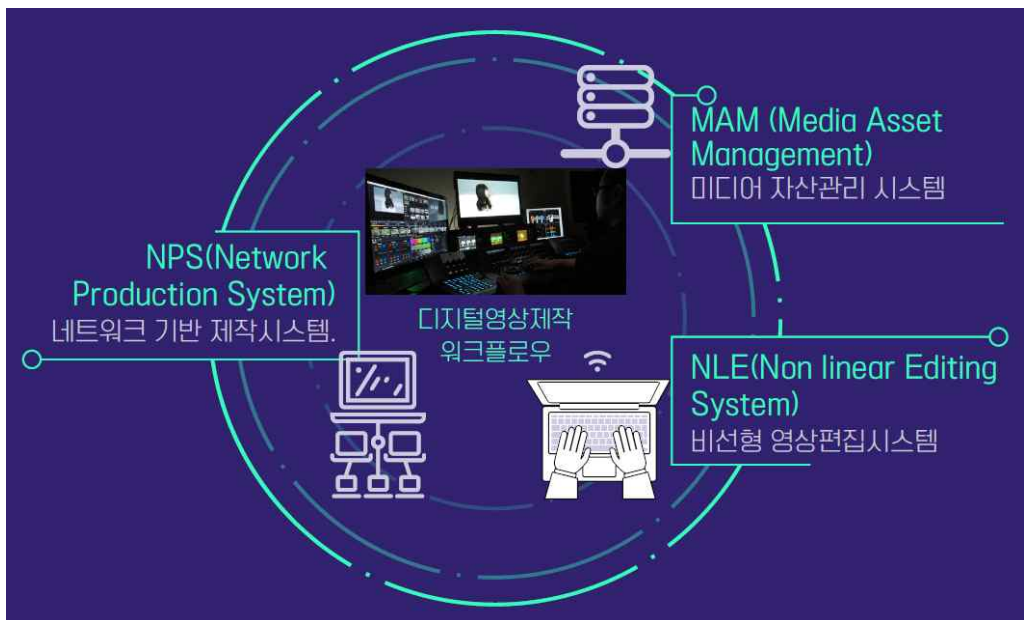 MAM (Media Asset
Management)
미디어 자산관리 시스템
NPS(Network
Production System)
네트워크 기반 제작시스템.
디지털영상제작
워크플로우
NLE(Non linear Editing
System)
비선형 영상편집시스템